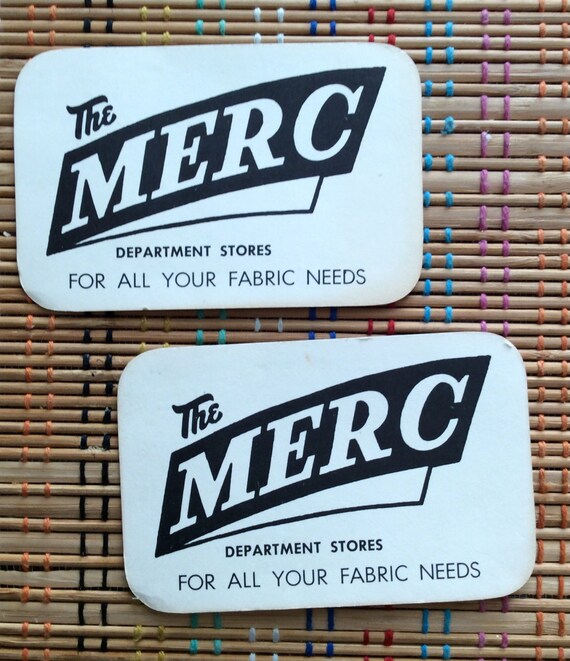 The
MERC
DEPARTMENT STORES
FOR ALL YOUR FABRIC NEEDS
The
MERC
DEPARTMENT STORES
FOR ALL YOUR FABRIC NEEDS